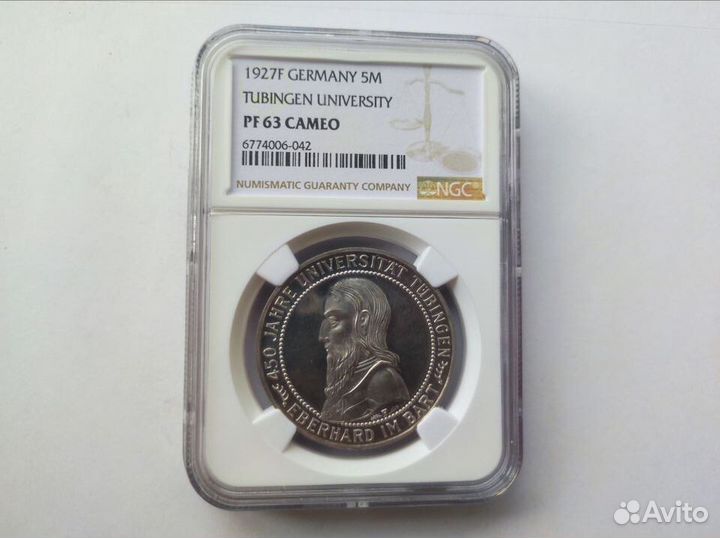 1927F GERMANY 5M
TUBINGEN UNIVERSITY
PF 63 CAMEO
6774006-042
NUMISMATIC GUARANTY COMPANY
NGC
450 JAHRE UNIVERSITÄT TÜBINGEN
EBERHARD IM BART
Avito